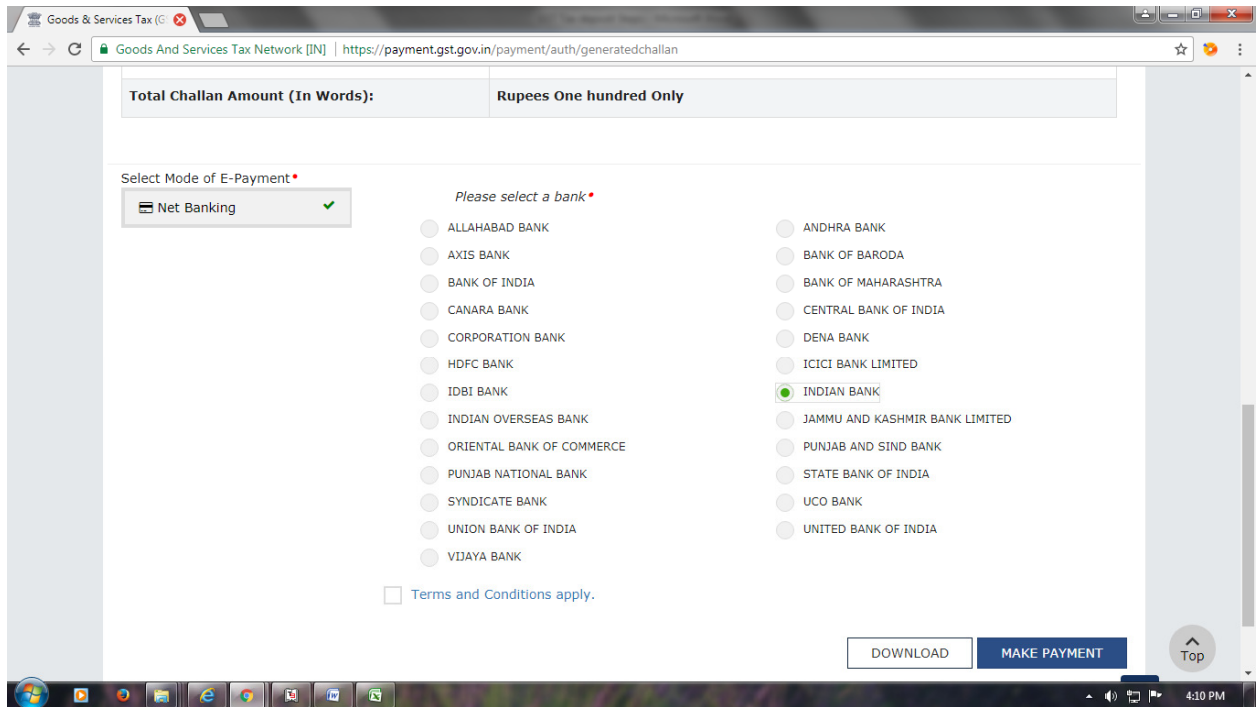 Goods & Services Tax (G
Goods And Services Tax Network [IN] | https://payment.gst.gov.in/payment/auth/generatedchallan
Total Challan Amount (In Words): Rupees One hundred Only
Select Mode of E-Payment•
Net Banking
Please select a bank•
ALLAHABAD BANK ANDHRA BANK
AXIS BANK BANK OF BARODA
BANK OF INDIA BANK OF MAHARASHTRA
CANARA BANK CENTRAL BANK OF INDIA
CORPORATION BANK DENA BANK
HDFC BANK ICICI BANK LIMITED
IDBI BANK INDIAN BANK
INDIAN OVERSEAS BANK JAMMU AND KASHMIR BANK LIMITED
ORIENTAL BANK OF COMMERCE PUNJAB AND SIND BANK
PUNJAB NATIONAL BANK STATE BANK OF INDIA
SYNDICATE BANK UCO BANK
UNION BANK OF INDIA UNITED BANK OF INDIA
VIJAYA BANK
Terms and Conditions apply.
DOWNLOAD MAKE PAYMENT
Top
4:10 PM